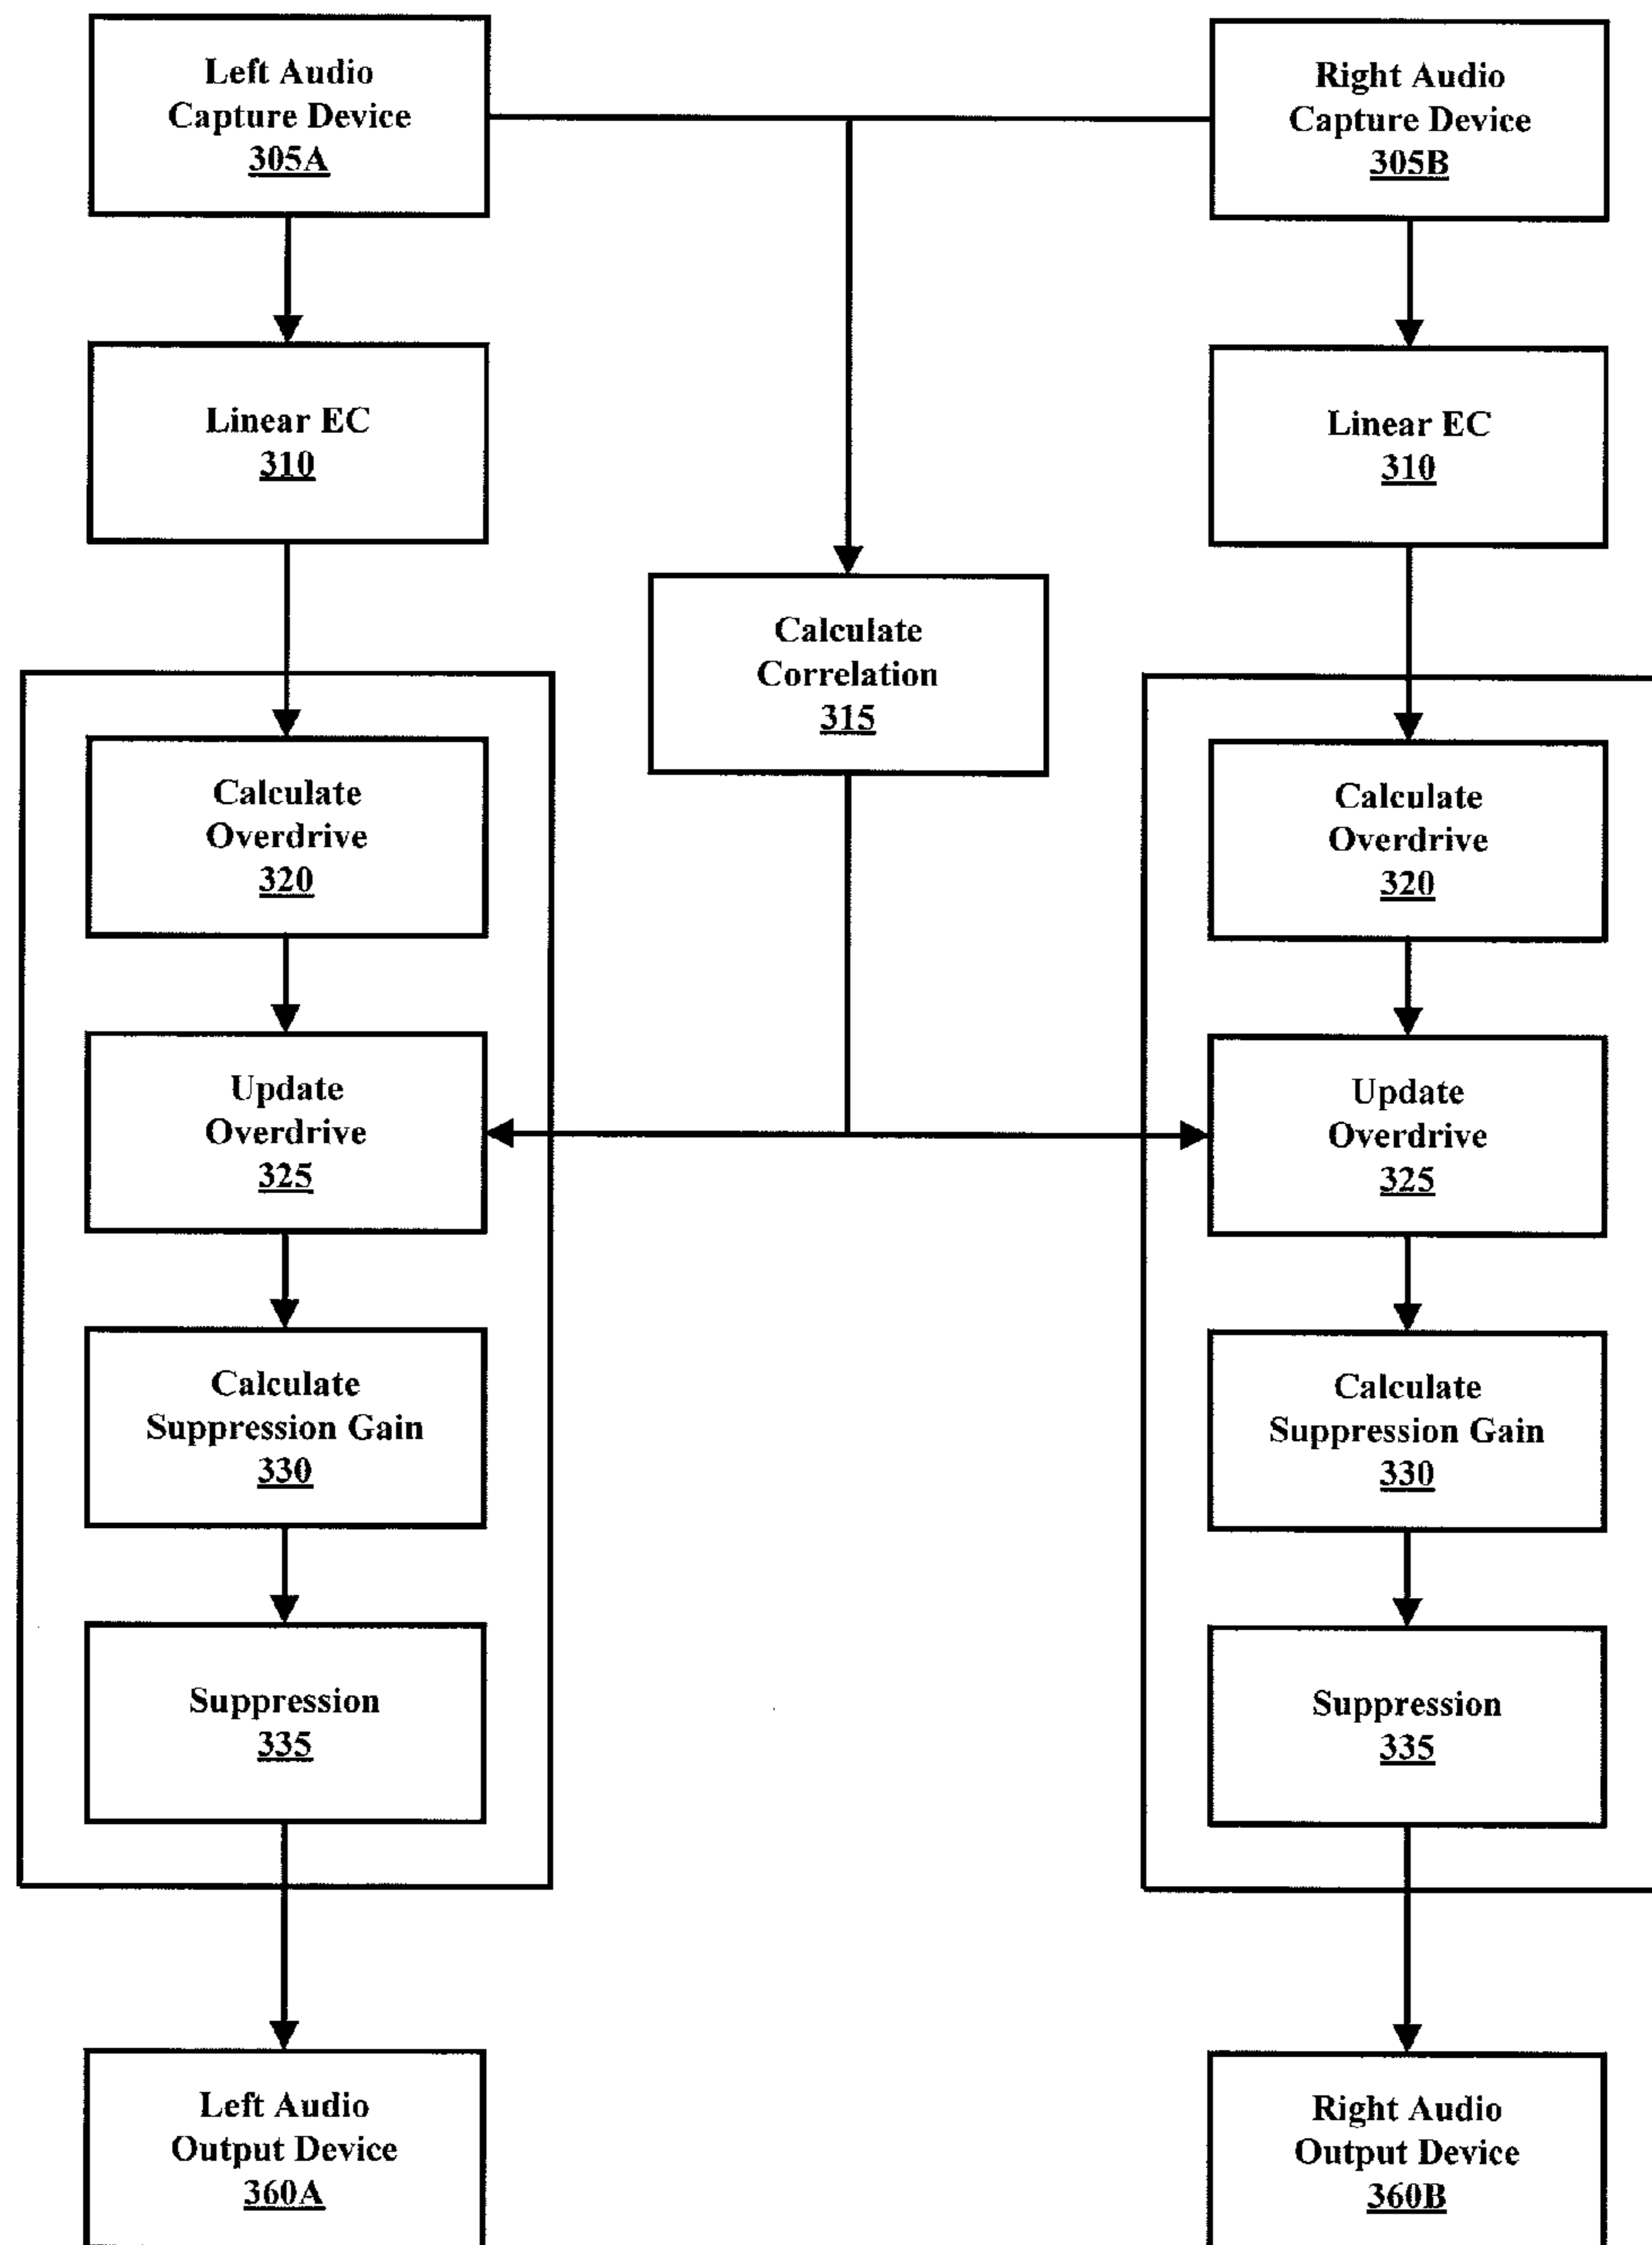 Left Audio
Capture Device
305A
Right Audio
Capture Device
305B
Linear EC
310
Linear EC
310
Calculate
Correlation
315
Calculate
Overdrive
320
Calculate
Overdrive
320
Update
Overdrive
325
Update
Overdrive
325
Calculate
Suppression Gain
330
Calculate
Suppression Gain
330
Suppression
335
Suppression
335
Left Audio
Output Device
360A
Right Audio
Output Device
360B